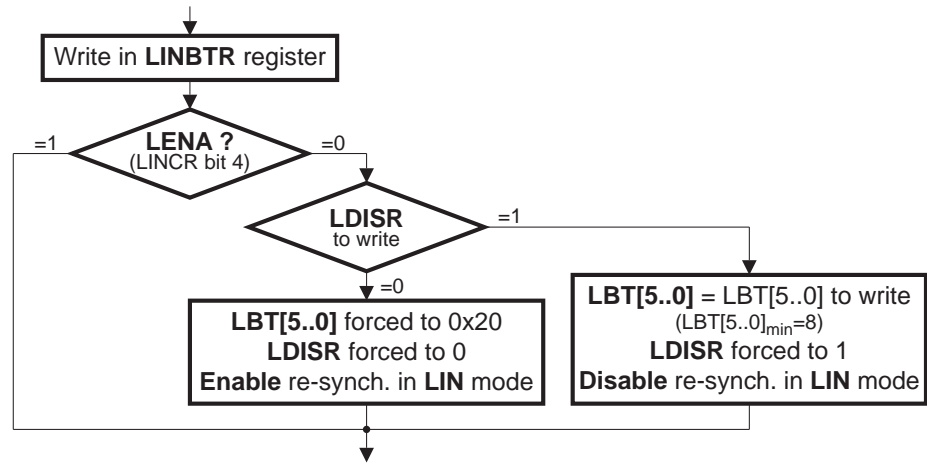 Write in LINBTR register
=1
LENA ?
(LINCR bit 4)
=0
LDISR
to write
=1
=0
LBT[5..0] forced to 0x20
LDISR forced to 0
Enable re-synch. in LIN mode
LBT[5..0] = LBT[5..0] to write
(LBT[5..0]min=8)
LDISR forced to 1
Disable re-synch. in LIN mode